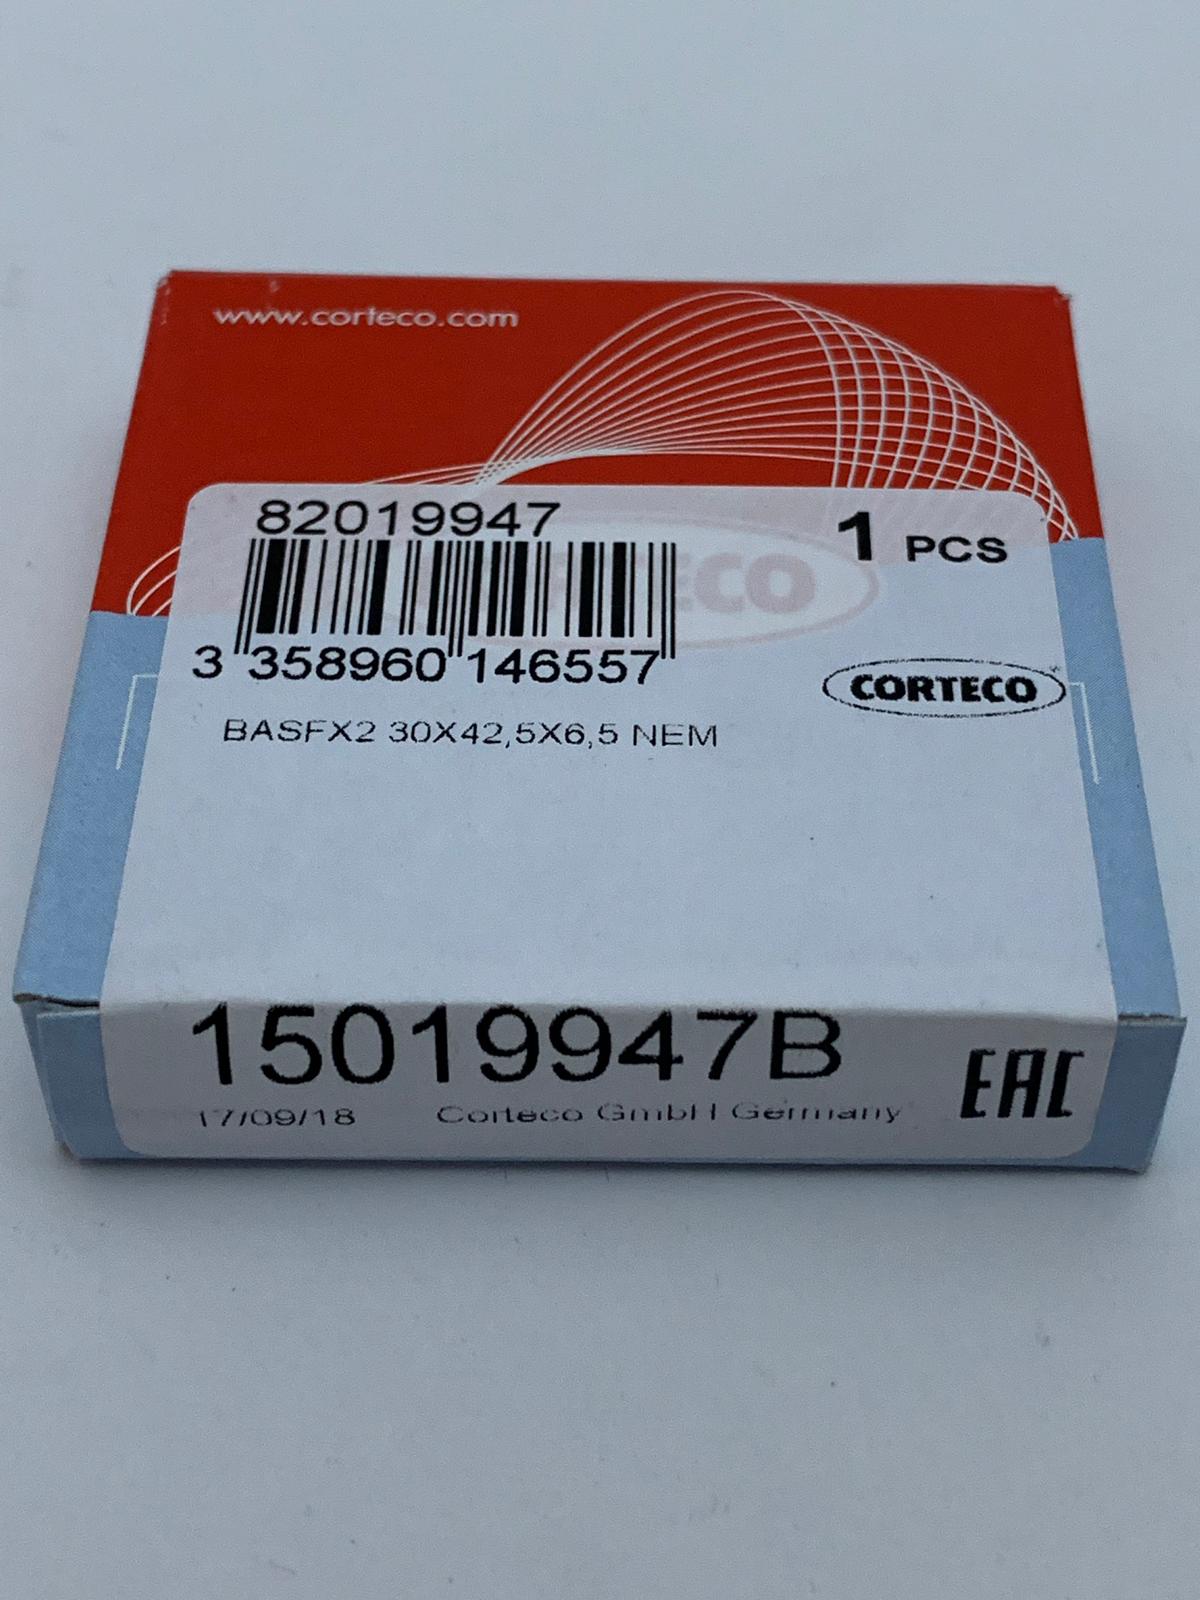 www.corteco.com
82019947
1 PCS
3 358960 146557
CORTECO
BASFX2 30X42,5X6,5 NEM
15019947B
17/09/18 Corteco GmbH Germany
EAC